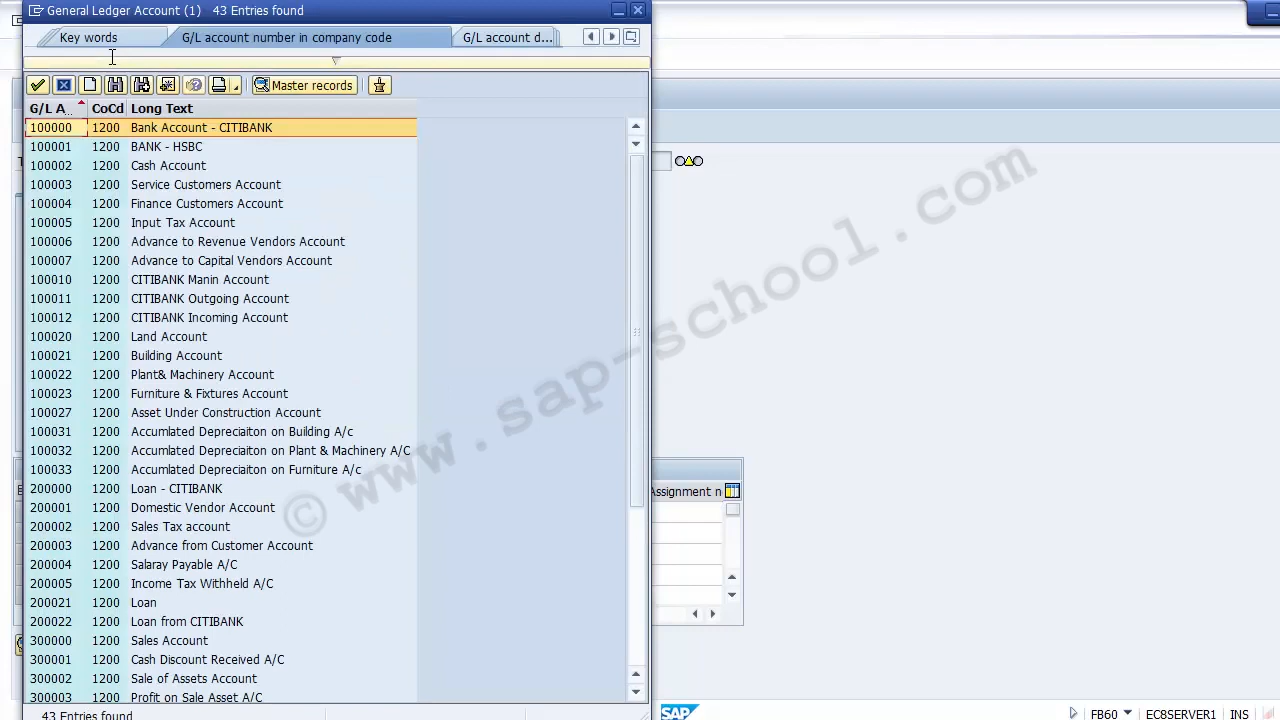 General Ledger Account (1) 43 Entries found
Key words G/L account number in company code G/L account d...
Master records
G/L A.. CoCd Long Text
100000 1200 Bank Account - CITIBANK
100001 1200 BANK - HSBC
100002 1200 Cash Account
100003 1200 Service Customers Account
100004 1200 Finance Customers Account
100005 1200 Input Tax Account
100006 1200 Advance to Revenue Vendors Account
100007 1200 Advance to Capital Vendors Account
100010 1200 CITIBANK Manin Account
100011 1200 CITIBANK Outgoing Account
100012 1200 CITIBANK Incoming Account
100020 1200 Land Account
100021 1200 Building Account
100022 1200 Plant& Machinery Account
100023 1200 Furniture & Fixtures Account
100027 1200 Asset Under Construction Account
100031 1200 Accumlated Depreciaiton on Building A/c
100032 1200 Accumlated Depreciaiton on Plant & Machinery A/C
100033 1200 Accumlated Depreciaiton on Furniture A/c
200000 1200 Loan - CITIBANK
200001 1200 Domestic Vendor Account
200002 1200 Sales Tax account
200003 1200 Advance from Customer Account
200004 1200 Salaray Payable A/C
200005 1200 Income Tax Withheld A/C
200021 1200 Loan
200022 1200 Loan from CITIBANK
300000 1200 Sales Account
300001 1200 Cash Discount Received A/C
300002 1200 Sale of Assets Account
300003 1200 Profit on Sale Asset A/C
43 Entries found
Assignment n
© www.sap-school.com
SAP FB60 EC8SERVER1 INS